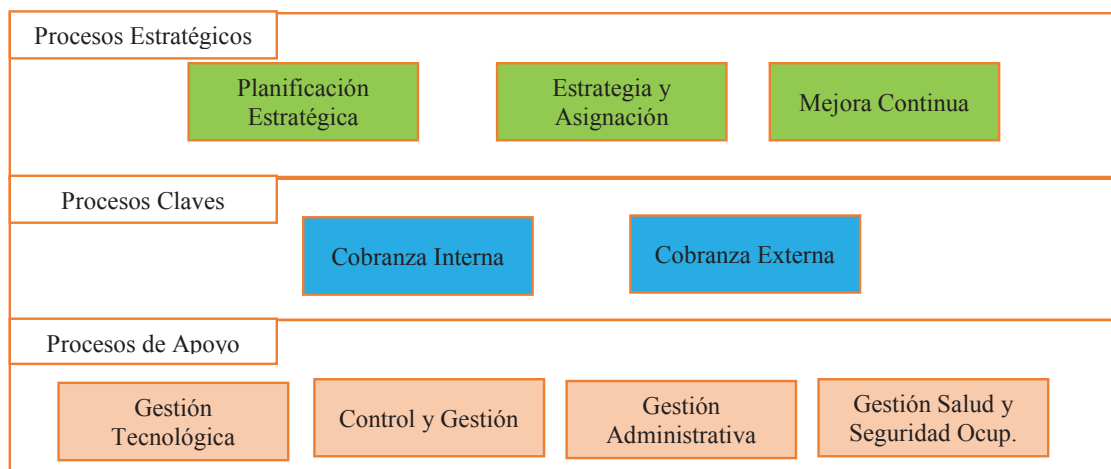 Procesos Estratégicos
Planificación
Estratégica
Estrategia y
Asignación
Mejora Continua
Procesos Claves
Cobranza Interna
Cobranza Externa
Procesos de Apoyo
Gestión
Tecnológica
Control y Gestión
Gestión
Administrativa
Gestión Salud y
Seguridad Ocup.